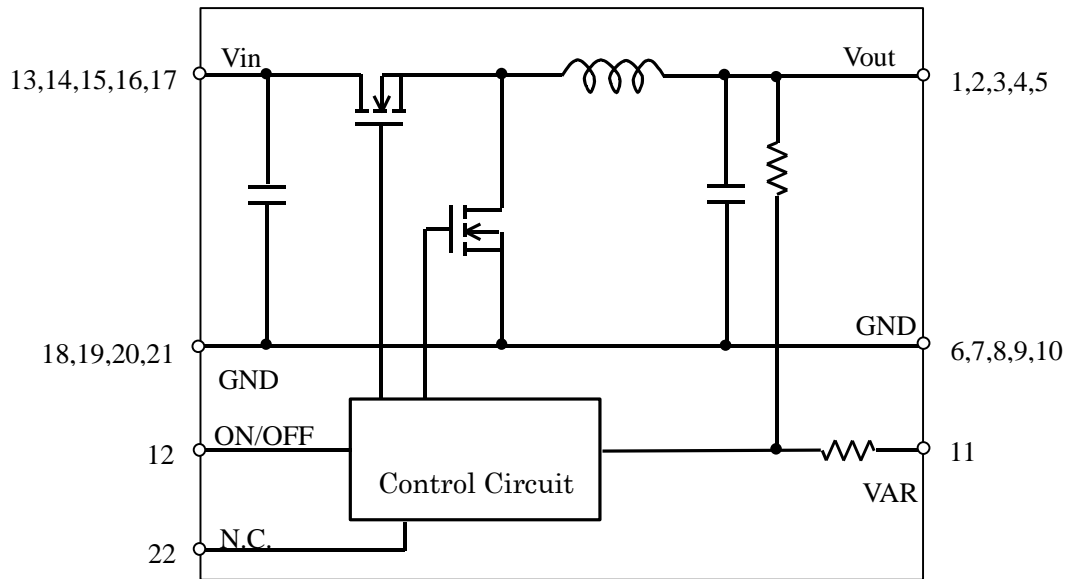 Vin
Vout
13,14,15,16,17
1,2,3,4,5
GND
18,19,20,21
6,7,8,9,10
GND
ON/OFF
12
11
Control Circuit
VAR
N.C.
22